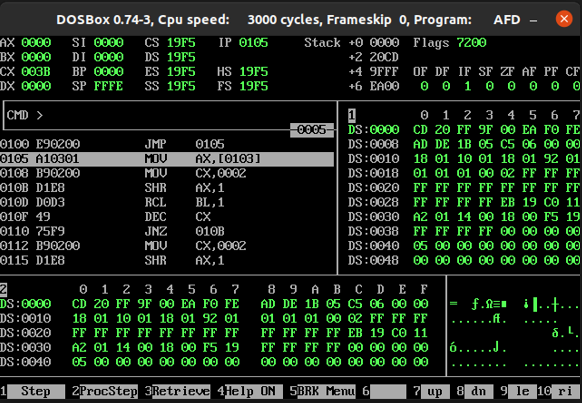 DOSBox 0.74-3, Cpu speed: 3000 cycles, Frameskip 0, Program: AFD
AX 0000 SI 0000 CS 19F5 IP 0105 Stack +0 0000 Flags 7200
BX 0000 DI 0000 DS 19F5 +2 20CD
CX 003B BP 0000 ES 19F5 HS 19F5 +4 9FFF OF DF IF SF ZF AF PF CF
DX 0000 SP FFFE SS 19F5 FS 19F5 +6 EA00 0 0 1 0 0 0 0 0
CMD >
0005
0100 E90200 JMP 0105
0105 A10301 MOV AX,[0103]
0108 B90200 MOV CX,0002
010B D1E8 SHR AX,1
010D D0D3 RCL BL,1
010F 49 DEC CX
0110 75F9 JNZ 010B
0112 B90200 MOV CX,0002
0115 D1E8 SHR AX,1
1 0 1 2 3 4 5 6 7
DS:0000 CD 20 FF 9F 00 EA F0 FE
DS:0008 AD DE 1B 05 C5 06 00 00
DS:0010 18 01 10 01 18 01 92 01
DS:0018 01 01 01 00 02 FF FF FF
DS:0020 FF FF FF FF FF FF FF FF
DS:0028 FF FF FF FF EB 19 C0 11
DS:0030 A2 01 14 00 18 00 F5 19
DS:0038 FF FF FF FF 00 00 00 00
DS:0040 05 00 00 00 00 00 00 00
DS:0048 00 00 00 00 00 00 00 00
2 0 1 2 3 4 5 6 7 8 9 A B C D E F
DS:0000 CD 20 FF 9F 00 EA F0 FE AD DE 1B 05 C5 06 00 00
DS:0010 18 01 10 01 18 01 92 01 01 01 01 00 02 FF FF FF
DS:0020 FF FF FF FF FF FF FF FF FF FF FF FF EB 19 C0 11
DS:0030 A2 01 14 00 18 00 F5 19 FF FF FF FF 00 00 00 00
DS:0040 05 00 00 00 00 00 00 00 00 00 00 00 00 00 00 00
1 Step 2 ProcStep 3 Retrieve 4 Help ON 5 BRK Menu 6 7 up 8 dn 9 le 10 ri